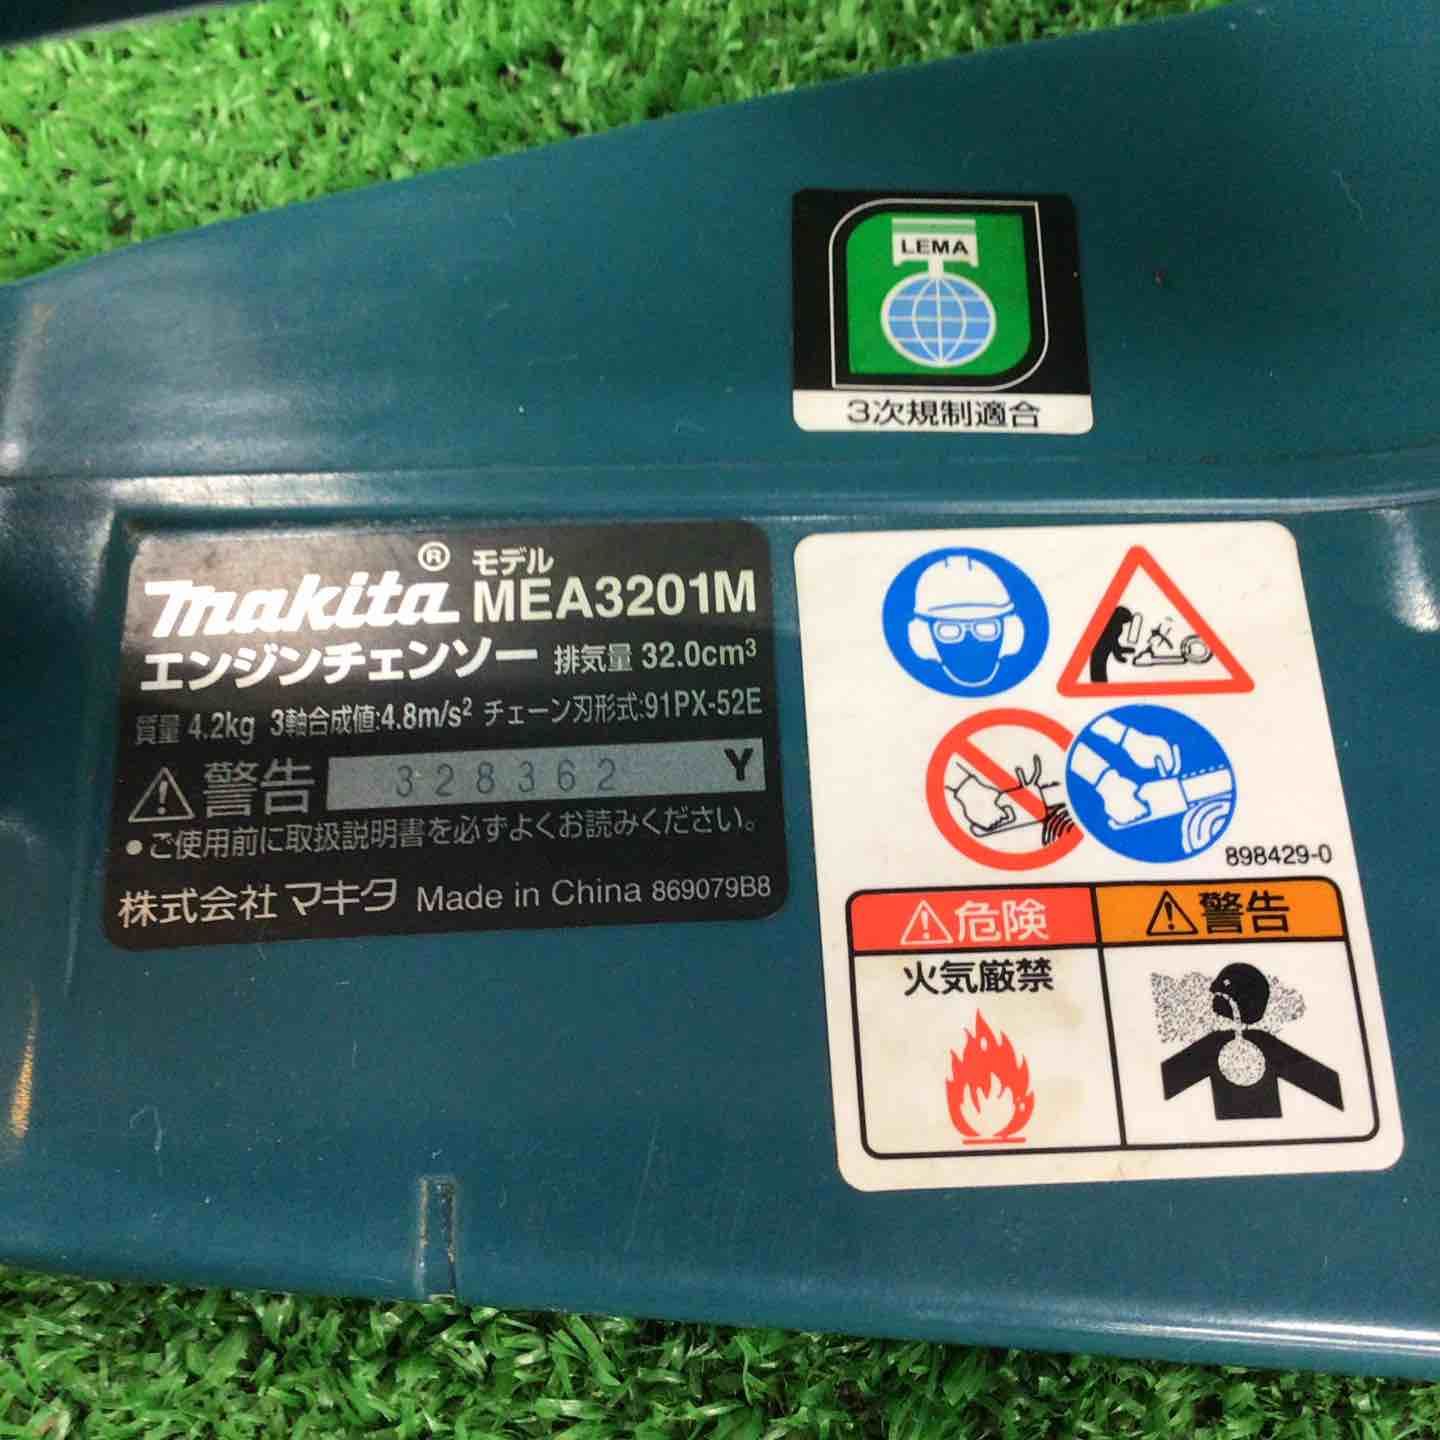 LEMA
3次規制適合
makita® モデル MEA3201M
エンジンチェンソー 排気量 32.0cm³
質量 4.2kg 3軸合成値:4.8m/s² チェーン刃形式:91PX-52E
⚠警告 328362 Y
●ご使用前に取扱説明書を必ずよくお読みください。
株式会社 マキタ Made in China 869079B8
898429-0
⚠危険 ⚠警告
火気厳禁